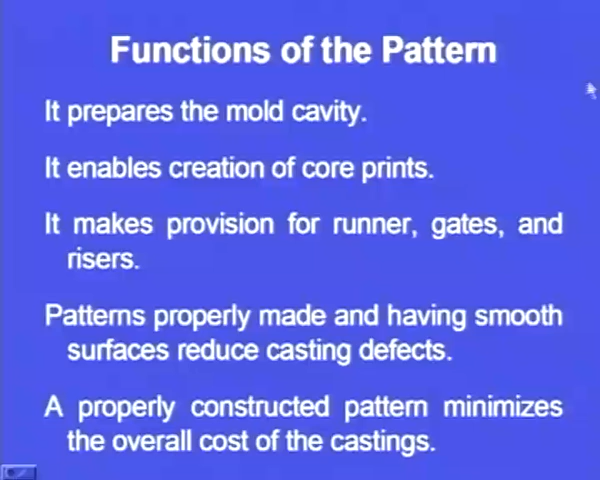 Functions of the Pattern
It prepares the mold cavity.
It enables creation of core prints.
It makes provision for runner, gates, and
risers.
Patterns properly made and having smooth
surfaces reduce casting defects.
A properly constructed pattern minimizes
the overall cost of the castings.